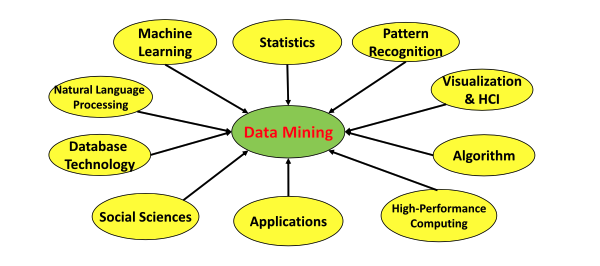 Machine
Learning
Statistics
Pattern
Recognition
Natural Language
Processing
Visualization
& HCI
Data Mining
Database
Technology
Algorithm
Social Sciences
Applications
High-Performance
Computing